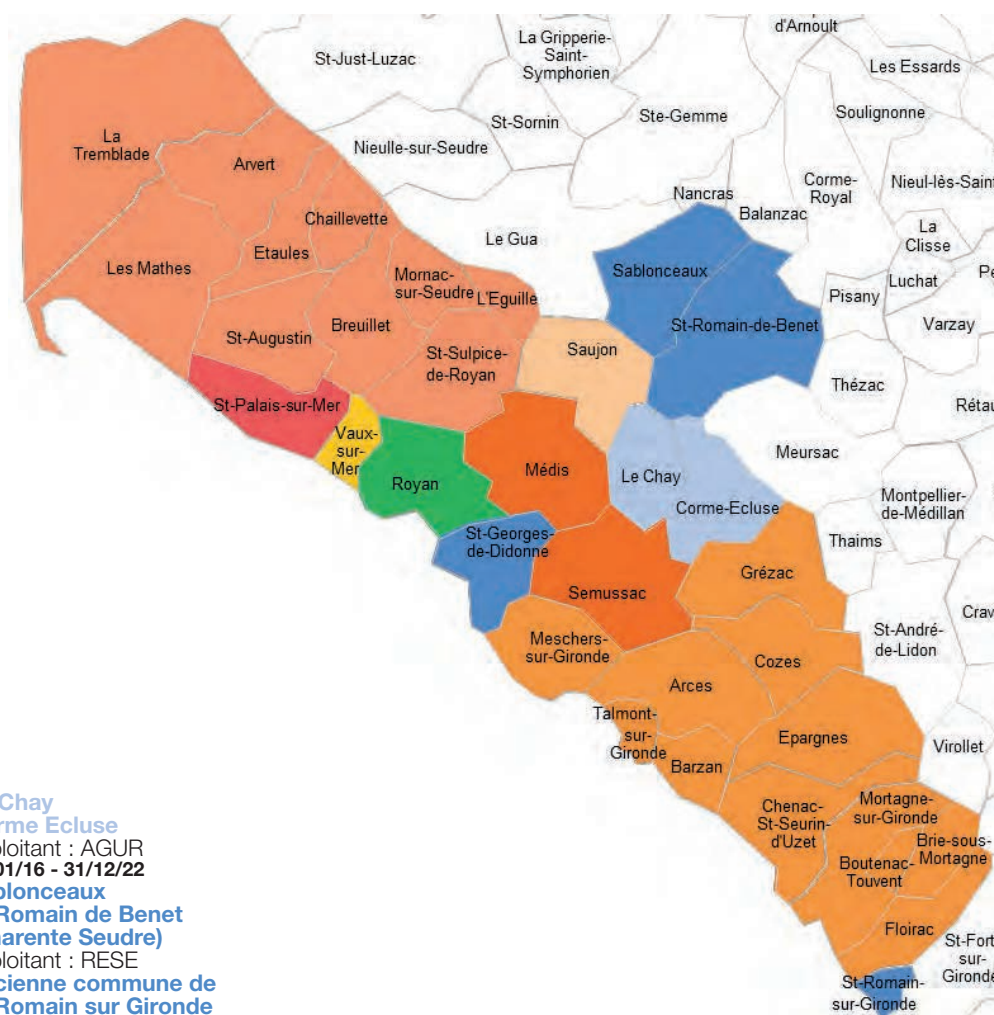 d'Arnoult
La Gripperie-
Saint-
Symphorien
St-Just-Luzac
Les Essards
Soulignonne
Ste-Gemme
St-Sornin
La
Tremblade
Arvert
Nieulle-sur-Seudre
Nancras
Corme-
Royal
Nieul-lès-Saint
Balanzac
Chaillevette
La
Clisse
Le Gua
Etaules
Les Mathes
Mornac-
sur-Seudre
L'Eguille
Sablonceaux
Luchat
Pe
Pisany
St-Augustin
Breuillet
St-Romain-de-Benet
Varzay
St-Sulpice-
de-Royan
Saujon
Thézac
St-Palais-sur-Mer
Rétau
Vaux-
sur-
Mer
Royan
Médis
Le Chay
Meursac
Corme-Ecluse
Montpellier-
de-Médillan
St-Georges-
de-Didonne
Thaims
Semussac
Grézac
Crav
St-André-
de-Lidon
Meschers-
sur-Gironde
Cozes
Arces
Talmont-
sur-
Gironde
Epargnes
Virollet
Barzan
Chenac-
St-Seurin-
d'Uzet
Mortagne-
sur-Gironde
Brie-sous-
Mortagne
Boutenac-
Touvent
Floirac
St-Fort-
sur-
Gironde
St-Romain-
sur-Gironde
Chay
rme Ecluse
loitant : AGUR
01/16 - 31/12/22
blonceaux
Romain de Benet
arente Seudre)
loitant : RESE
cienne commune de
Romain sur Gironde